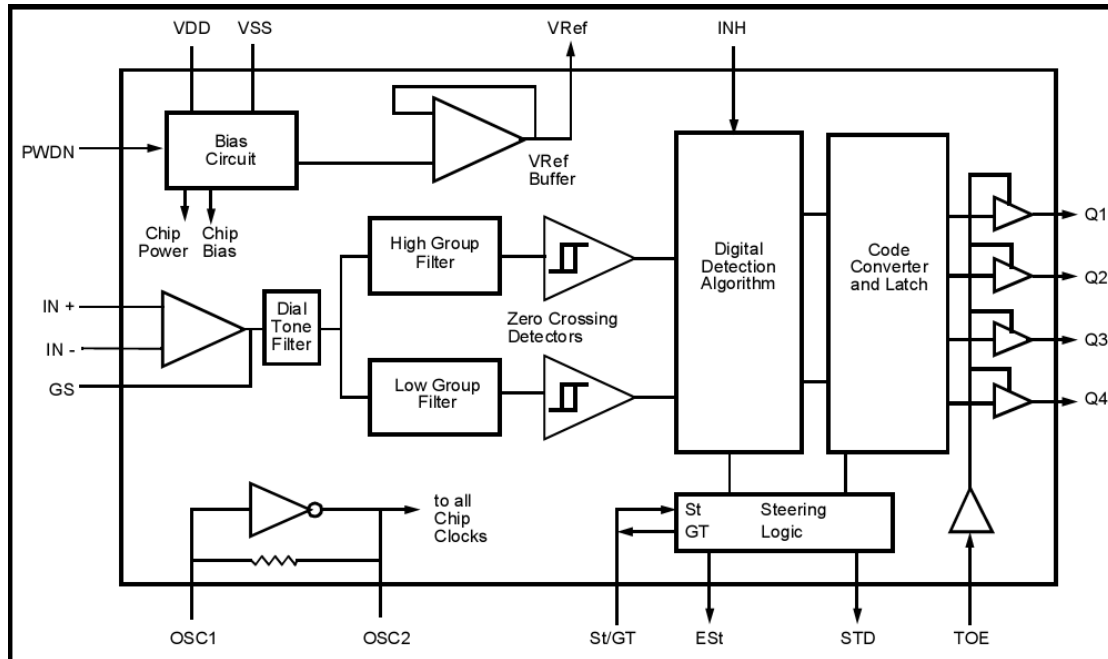 VDD
VSS
VRef
INH
PWDN
Bias
Circuit
VRef
Buffer
Chip
Power
Chip
Bias
High Group
Filter
Digital
Detection
Algorithm
Code
Converter
and Latch
Q1
Q2
Q3
Q4
IN +
IN -
GS
Dial
Tone
Filter
Zero Crossing
Detectors
Low Group
Filter
to all
Chip
Clocks
St
GT
Steering
Logic
OSC1
OSC2
St/GT
ESt
STD
TOE